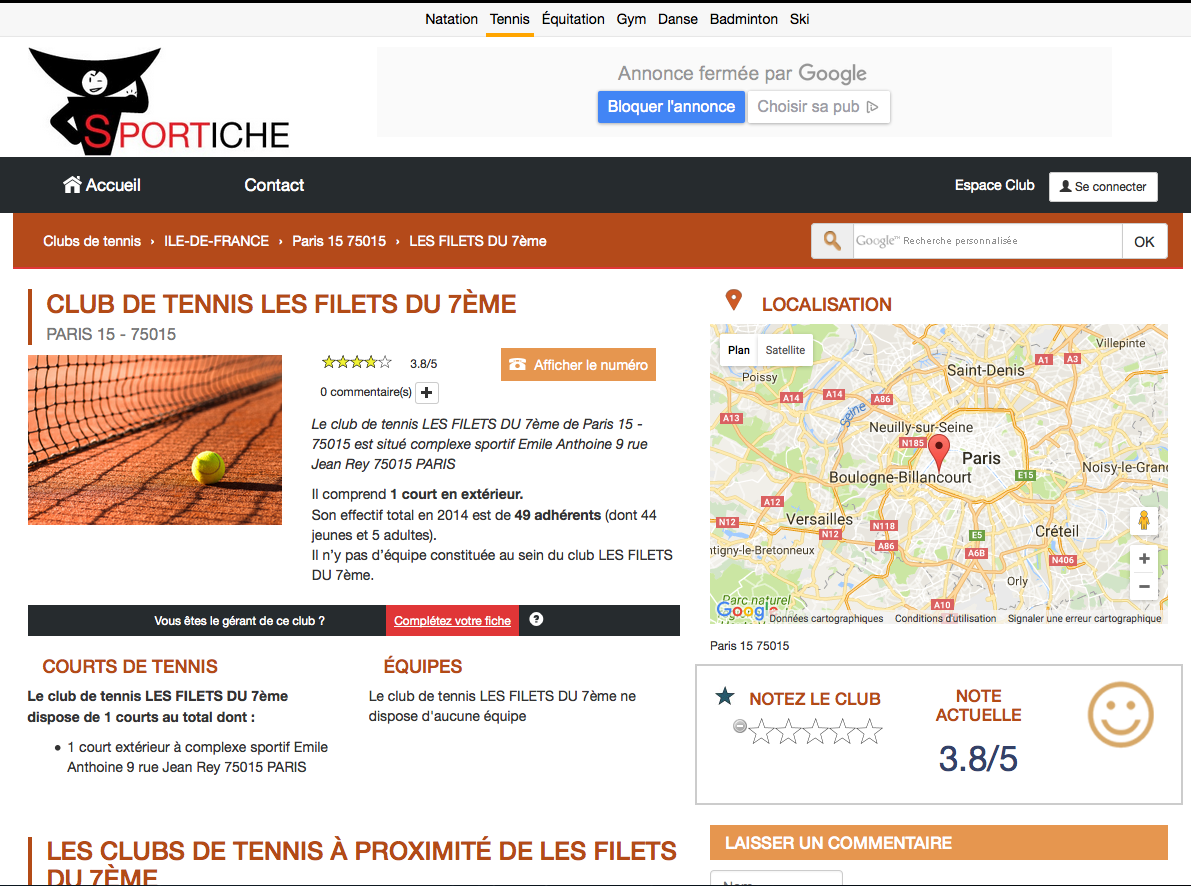 Natation Tennis Équitation Gym Danse Badminton Ski
SPORTICHE
Annonce fermée par Google
Bloquer l'annonce Choisir sa pub
Accueil Contact Espace Club Se connecter
Clubs de tennis › ILE-DE-FRANCE › Paris 15 75015 › LES FILETS DU 7ème
Google™ Recherche personnalisée OK
CLUB DE TENNIS LES FILETS DU 7ÈME
PARIS 15 - 75015
3.8/5
Afficher le numéro
0 commentaire(s) +
Le club de tennis LES FILETS DU 7ème de Paris 15 -
75015 est situé complexe sportif Emile Anthoine 9 rue
Jean Rey 75015 PARIS
Il comprend 1 court en extérieur.
Son effectif total en 2014 est de 49 adhérents (dont 44
jeunes et 5 adultes).
Il n'y pas d'équipe constituée au sein du club LES FILETS
DU 7ème.
Vous êtes le gérant de ce club ? Complétez votre fiche ?
COURTS DE TENNIS
Le club de tennis LES FILETS DU 7ème
dispose de 1 courts au total dont :
• 1 court extérieur à complexe sportif Emile
Anthoine 9 rue Jean Rey 75015 PARIS
ÉQUIPES
Le club de tennis LES FILETS DU 7ème ne
dispose d'aucune équipe
LES CLUBS DE TENNIS À PROXIMITÉ DE LES FILETS
DU 7ÈME
LOCALISATION
Plan Satellite
Villepinte
A1 A3
Saint-Denis
Poissy
A14 A14 A86
A13
Seine
Neuilly-sur-Seine
N185
Paris
Noisy-le-Grand
Boulogne-Billancourt
E15
A12
Versailles
N12 N12 N118
A86
E5
Créteil
ntigny-le-Bretonneux
A6B
N406
+
Orly
−
Parc naturel
A10
Google
Données cartographiques Conditions d'utilisation Signaler une erreur cartographique
Paris 15 75015
NOTEZ LE CLUB
NOTE
ACTUELLE
3.8/5
LAISSER UN COMMENTAIRE
Nom